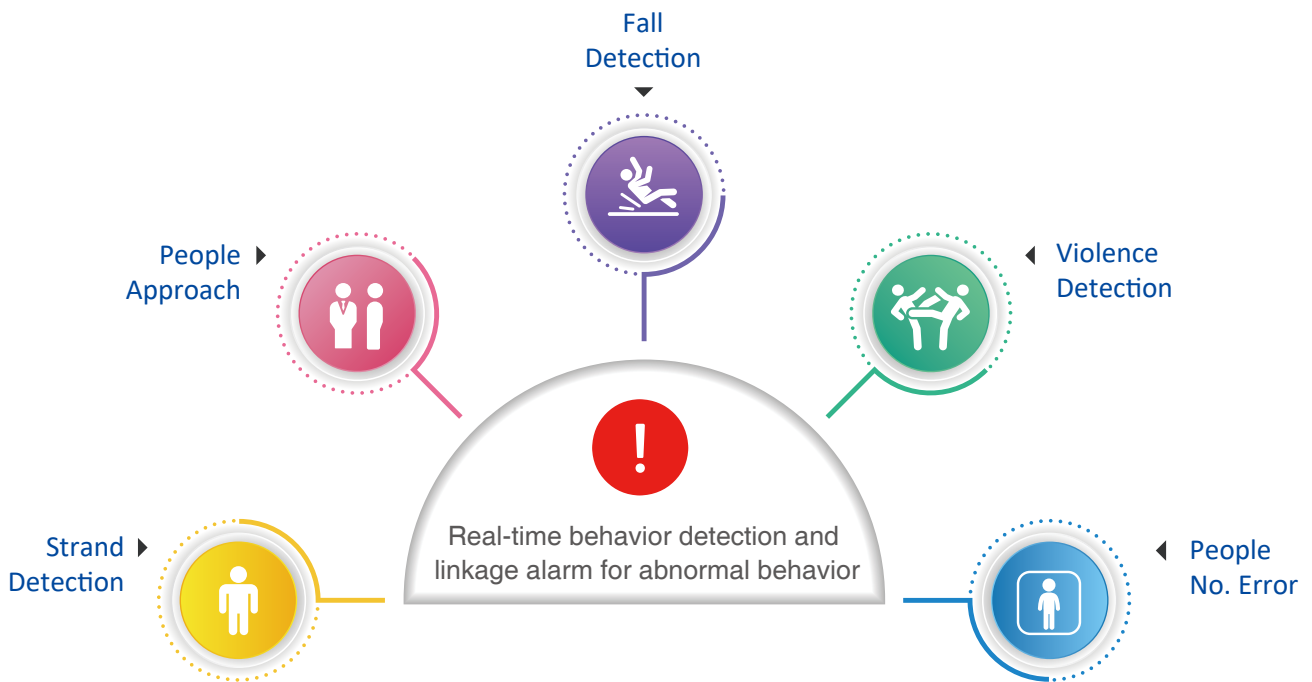 Fall
Detection
People
Approach
Violence
Detection
Real-time behavior detection and
linkage alarm for abnormal behavior
Strand
Detection
People
No. Error